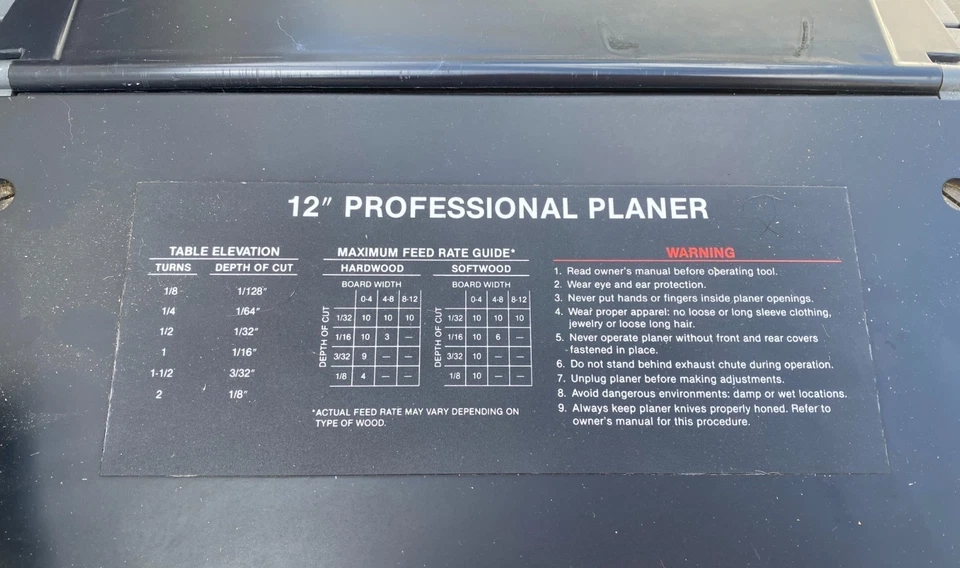 12" PROFESSIONAL PLANER
TABLE ELEVATION
TURNS DEPTH OF CUT
1/8 1/128"
1/4 1/64"
1/2 1/32"
1 1/16"
1-1/2 3/32"
2 1/8"
MAXIMUM FEED RATE GUIDE*
HARDWOOD
BOARD WIDTH
0-4 4-8 8-12
DEPTH OF CUT
1/32 10 10 10
1/16 10 3 —
3/32 9 — —
1/8 4 — —
SOFTWOOD
BOARD WIDTH
0-4 4-8 8-12
DEPTH OF CUT
1/32 10 10 10
1/16 10 6 —
3/32 10 — —
1/8 10 — —
*ACTUAL FEED RATE MAY VARY DEPENDING ON
TYPE OF WOOD.
WARNING
1. Read owner's manual before operating tool.
2. Wear eye and ear protection.
3. Never put hands or fingers inside planer openings.
4. Wear proper apparel: no loose or long sleeve clothing,
jewelry or loose long hair.
5. Never operate planer without front and rear covers
fastened in place.
6. Do not stand behind exhaust chute during operation.
7. Unplug planer before making adjustments.
8. Avoid dangerous environments: damp or wet locations.
9. Always keep planer knives properly honed. Refer to
owner's manual for this procedure.